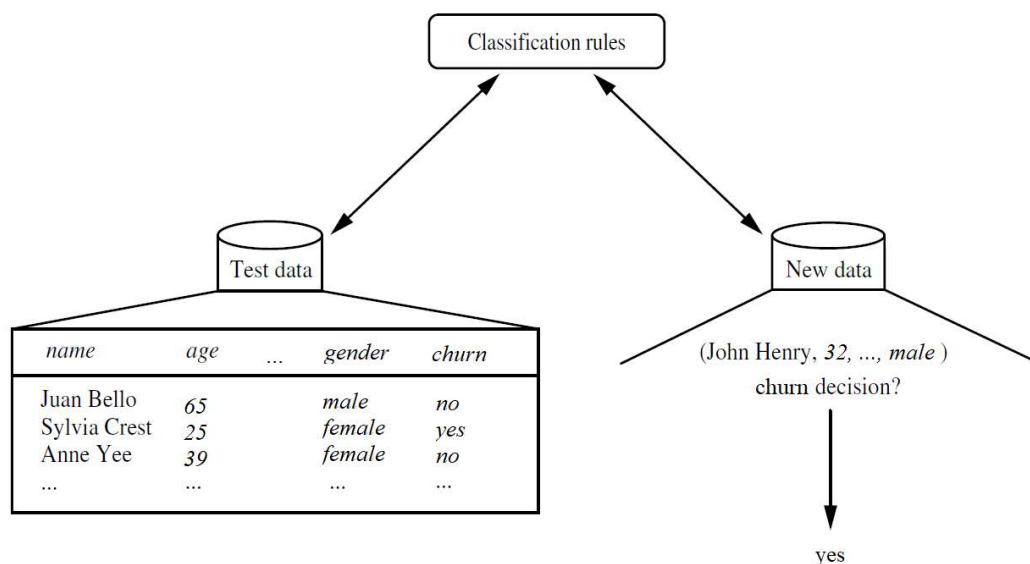 Classification rules
Test data
name age ... gender churn
Juan Bello 65 male no
Sylvia Crest 25 female yes
Anne Yee 39 female no
... ... ... ...
New data
(John Henry, 32, ..., male )
churn decision?
yes